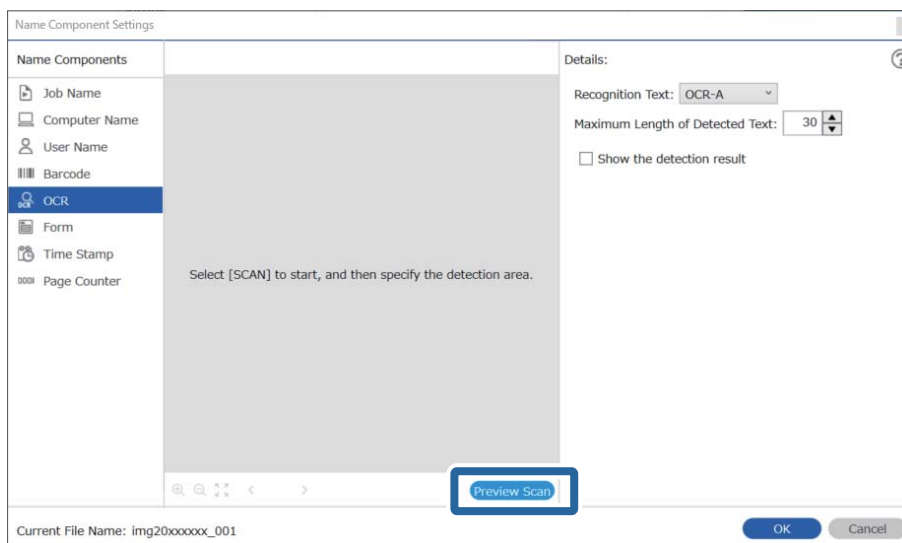 Name Component Settings
Name Components
Job Name
Computer Name
User Name
Barcode
OCR
OCR
Form
Time Stamp
Page Counter
Select [SCAN] to start, and then specify the detection area.
Preview Scan
Details:
?
Recognition Text: OCR-A
Maximum Length of Detected Text: 30
Show the detection result
Current File Name: img20xxxxxx_001
OK
Cancel